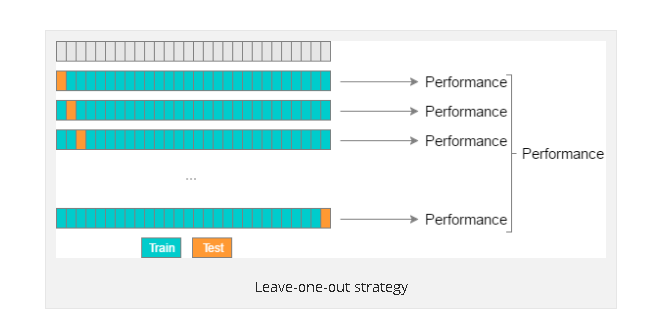 Performance
Performance
Performance
Performance
...
Performance
Train Test
Leave-one-out strategy